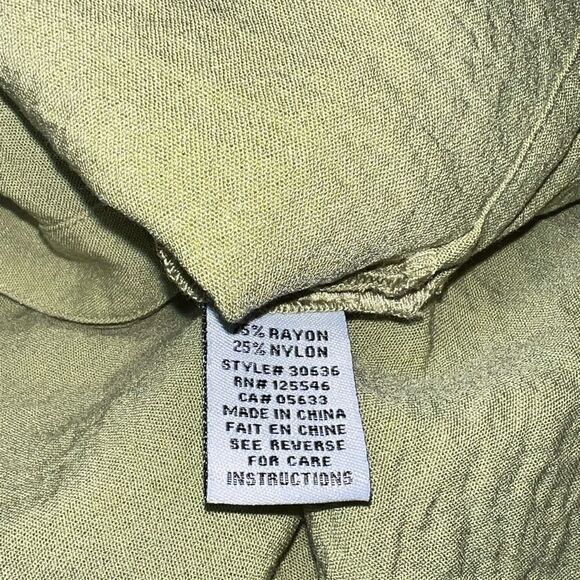 5% RAYON
25% NYLON
STYLE# 30636
RN# 125546
CA# 05633
MADE IN CHINA
FAIT EN CHINE
SEE REVERSE
FOR CARE
INSTRUCTIONS